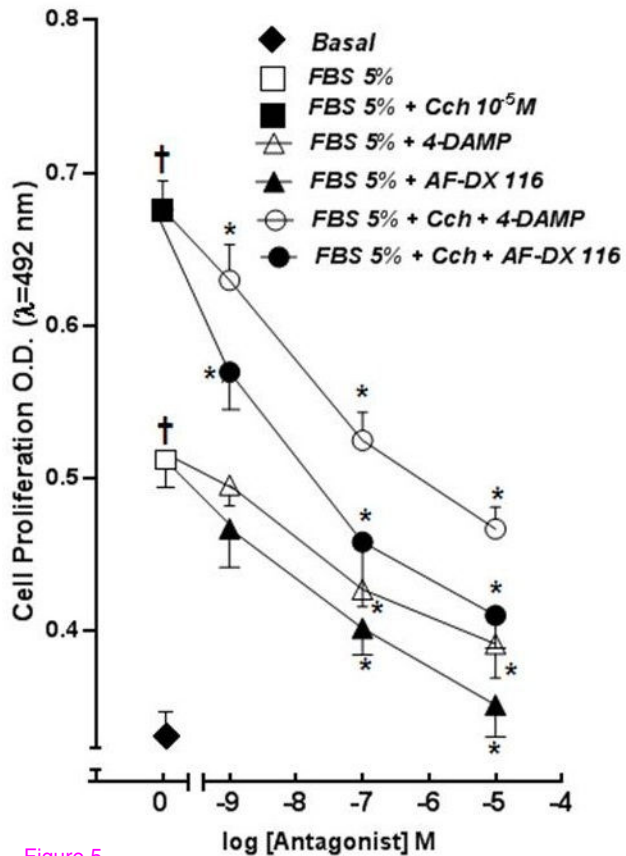 0.8
Basal
FBS 5%
FBS 5% + Cch 10⁻⁵M
FBS 5% + 4-DAMP
FBS 5% + AF-DX 116
FBS 5% + Cch + 4-DAMP
FBS 5% + Cch + AF-DX 116
†
0.7
*
0.6
*
*
†
0.5
*
*
*
*
0.4
*
*
*
Cell Proliferation O.D. (λ=492 nm)
0 -9 -8 -7 -6 -5 -4
log [Antagonist] M
Figure 5